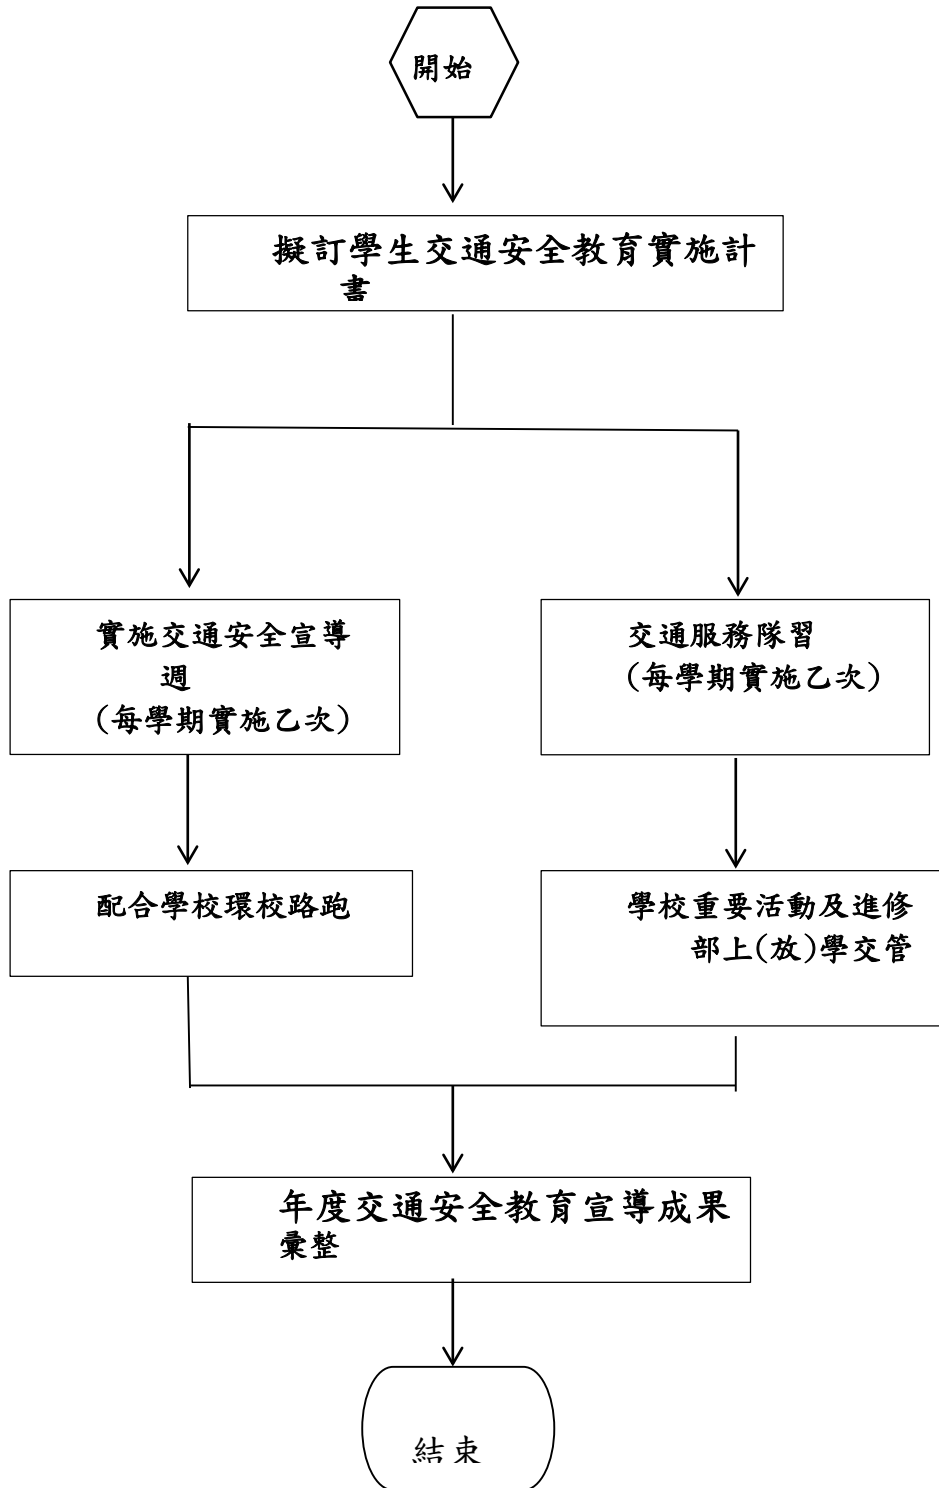 開始
擬訂學生交通安全教育實施計
書
實施交通安全宣導
週
(每學期實施乙次)
交通服務隊習
(每學期實施乙次)
配合學校環校路跑
學校重要活動及進修
部上(放)學交管
年度交通安全教育宣導成果
彙整
結束